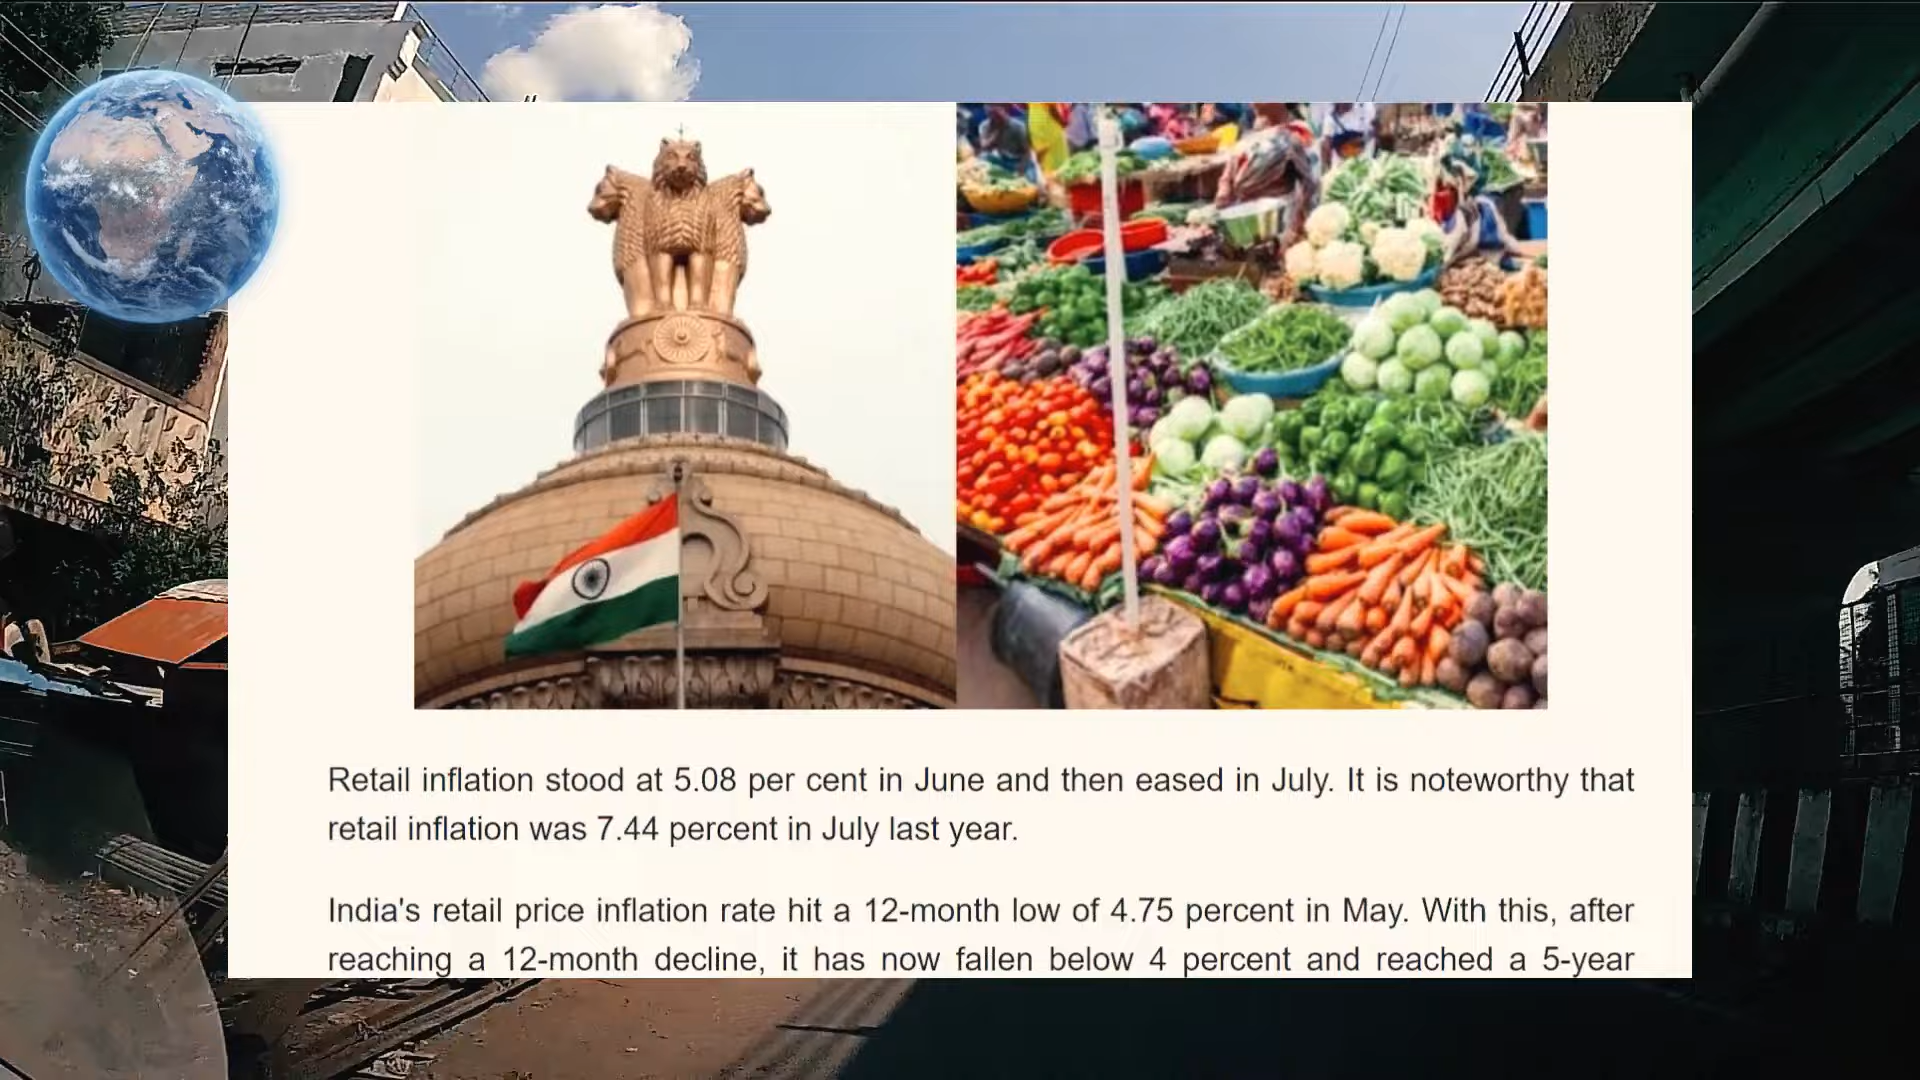 Retail inflation stood at 5.08 per cent in June and then eased in July. It is noteworthy that
retail inflation was 7.44 percent in July last year.
India's retail price inflation rate hit a 12-month low of 4.75 percent in May. With this, after
reaching a 12-month decline, it has now fallen below 4 percent and reached a 5-year